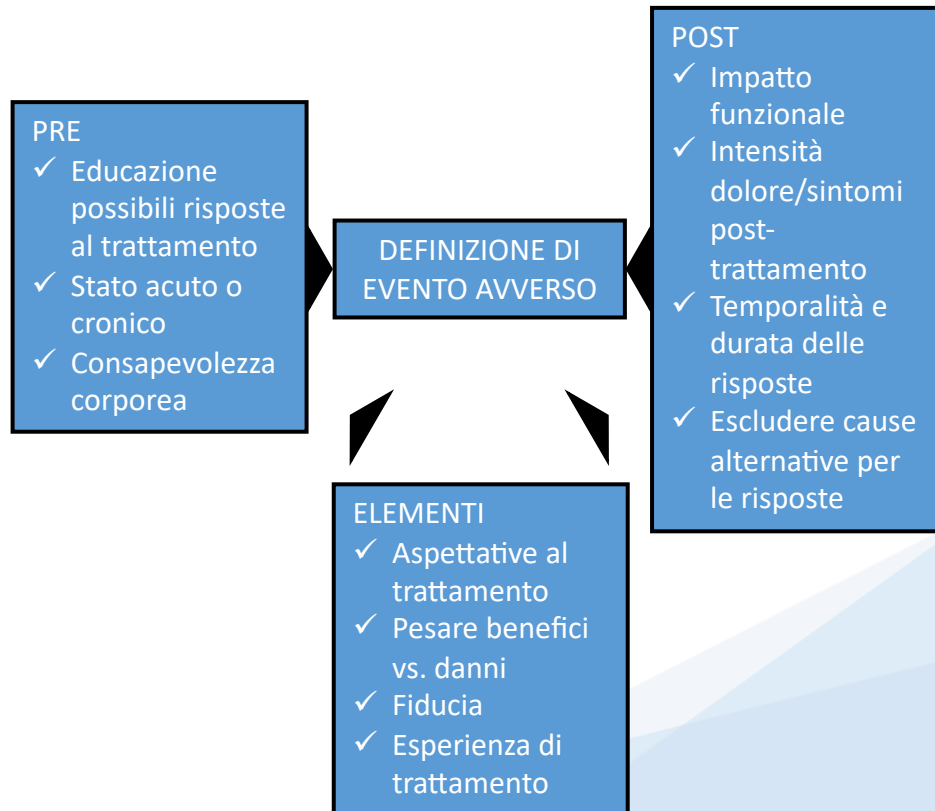 PRE
✓ Educazione
possibili risposte
al trattamento
✓ Stato acuto o
cronico
✓ Consapevolezza
corporea
DEFINIZIONE DI
EVENTO AVVERSO
POST
✓ Impatto
funzionale
✓ Intensità
dolore/sintomi
post-
trattamento
✓ Temporalità e
durata delle
risposte
✓ Escludere cause
alternative per
le risposte
ELEMENTI
✓ Aspettative al
trattamento
✓ Pesare benefici
vs. danni
✓ Fiducia
✓ Esperienza di
trattamento